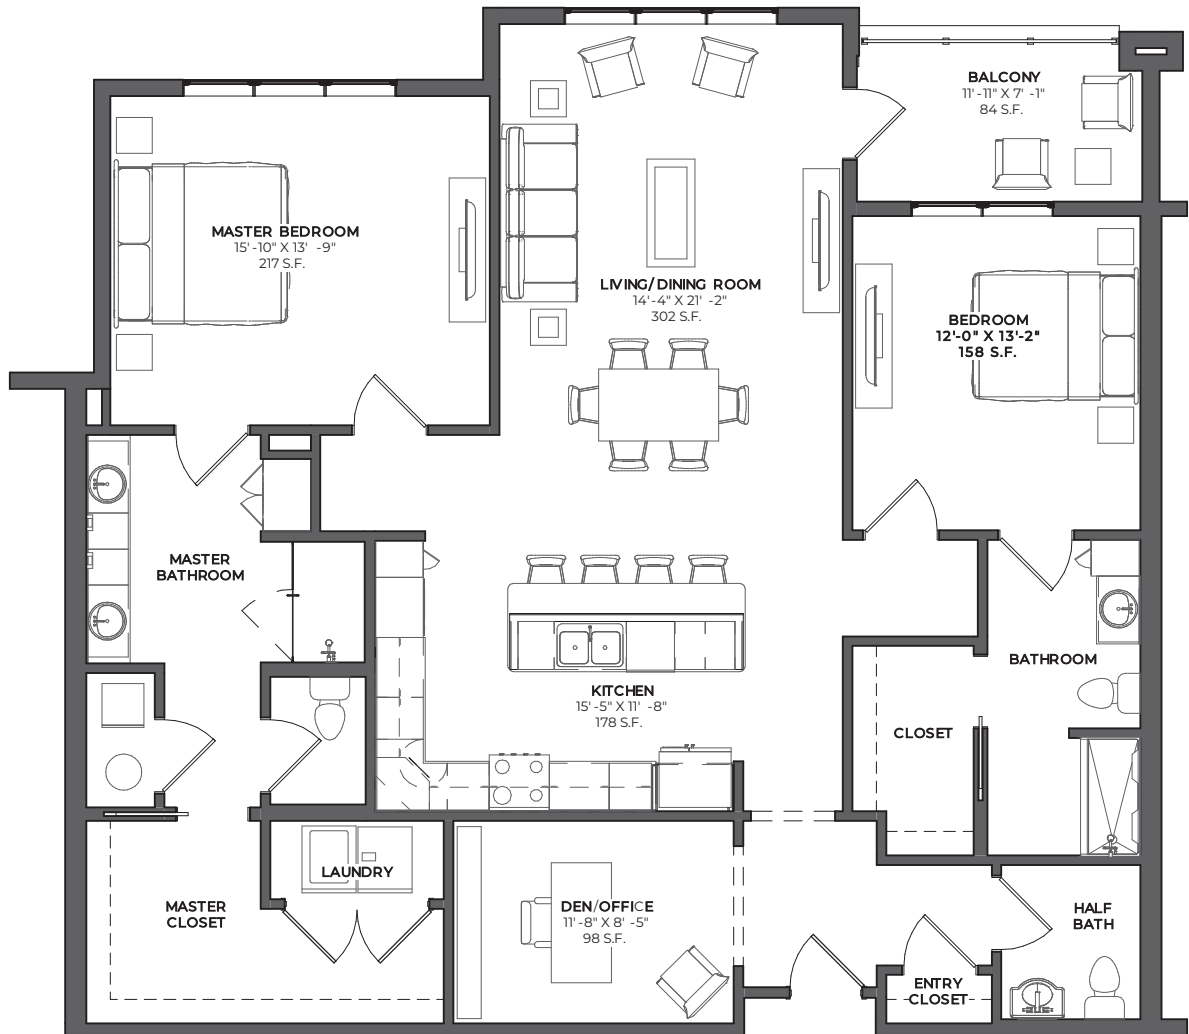 BALCONY
11'-11" X 7' -1"
84 S.F.
MASTER BEDROOM
15'-10" X 13' -9"
217 S.F.
LIVING/DINING ROOM
14'-4" X 21' -2"
302 S.F.
BEDROOM
12'-0" X 13'-2"
158 S.F.
MASTER
BATHROOM
BATHROOM
KITCHEN
15'-5" X 11' -8"
178 S.F.
CLOSET
LAUNDRY
MASTER
CLOSET
DEN/OFFICE
11'-8" X 8' -5"
98 S.F.
HALF
BATH
ENTRY
CLOSET